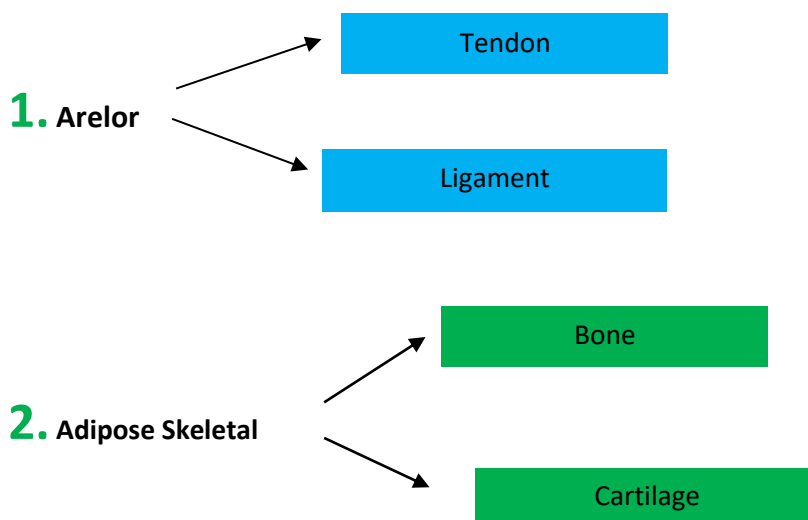 Tendon
1. Arelor
Ligament
Bone
2. Adipose Skeletal
Cartilage